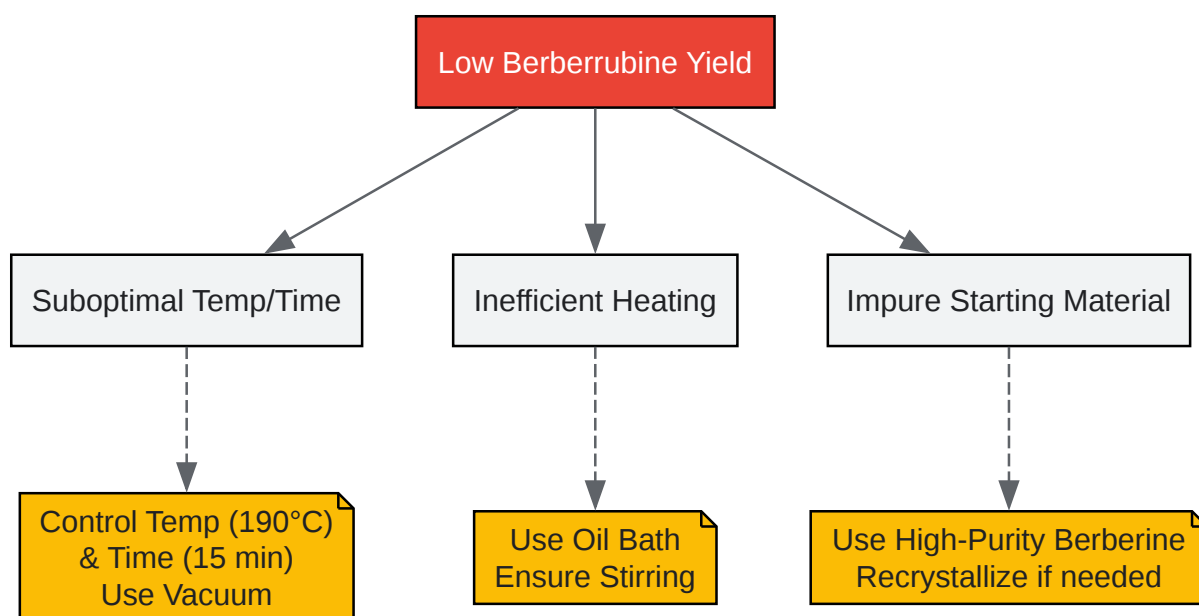 Low Berberrubine Yield
Suboptimal Temp/Time
Inefficient Heating
Impure Starting Material
Control Temp (190°C)
& Time (15 min)
Use Vacuum
Use Oil Bath
Ensure Stirring
Use High-Purity Berberine
Recrystallize if needed